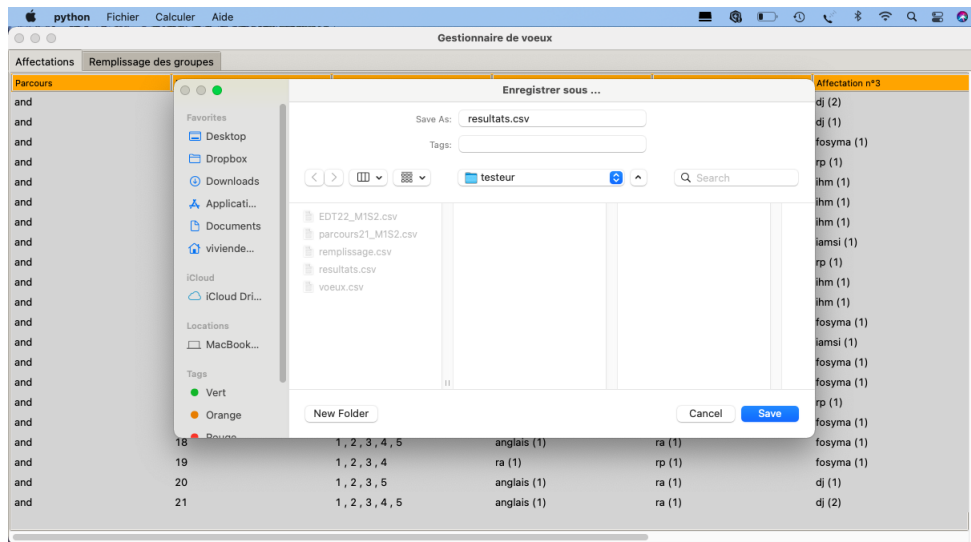 python Fichier Calculer Aide
Gestionnaire de voeux
Affectations Remplissage des groupes
Parcours Affectation n°3
Enregistrer sous ...
Save As: resultats.csv
Tags:
testeur Search
Favorites
Desktop
Dropbox
Downloads
Applicati...
Documents
viviende...
iCloud
iCloud Dri...
Locations
MacBook...
Tags
Vert
Orange
Rouge
EDT22_M1S2.csv
parcours21_M1S2.csv
remplissage.csv
resultats.csv
voeux.csv
New Folder Cancel Save
and dj (2)
and dj (1)
and fosyma (1)
and rp (1)
and ihm (1)
and ihm (1)
and ihm (1)
and iamsi (1)
and rp (1)
and ihm (1)
and ihm (1)
and fosyma (1)
and iamsi (1)
and fosyma (1)
and fosyma (1)
and rp (1)
and fosyma (1)
and 18 1 , 2 , 3 , 4 , 5 anglais (1) ra (1) fosyma (1)
and 19 1 , 2 , 3 , 4 ra (1) rp (1) fosyma (1)
and 20 1 , 2 , 3 , 5 anglais (1) ra (1) dj (1)
and 21 1 , 2 , 3 , 4 , 5 anglais (1) ra (1) dj (2)